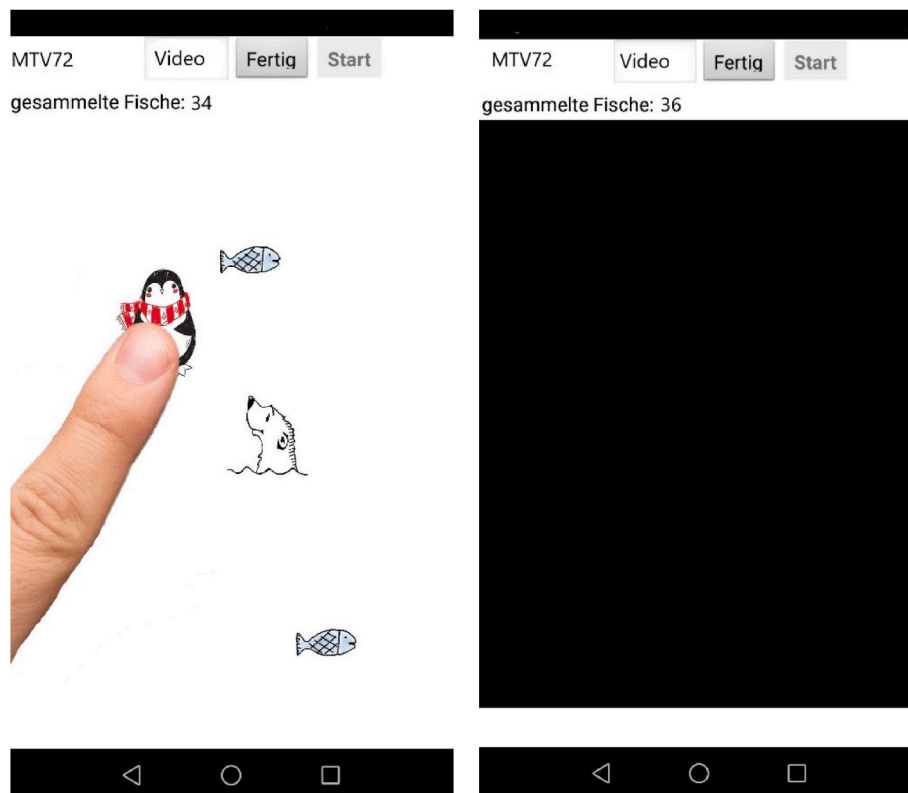 MTV72 Video Fertig Start
gesammelte Fische: 34
MTV72 Video Fertig Start
gesammelte Fische: 36